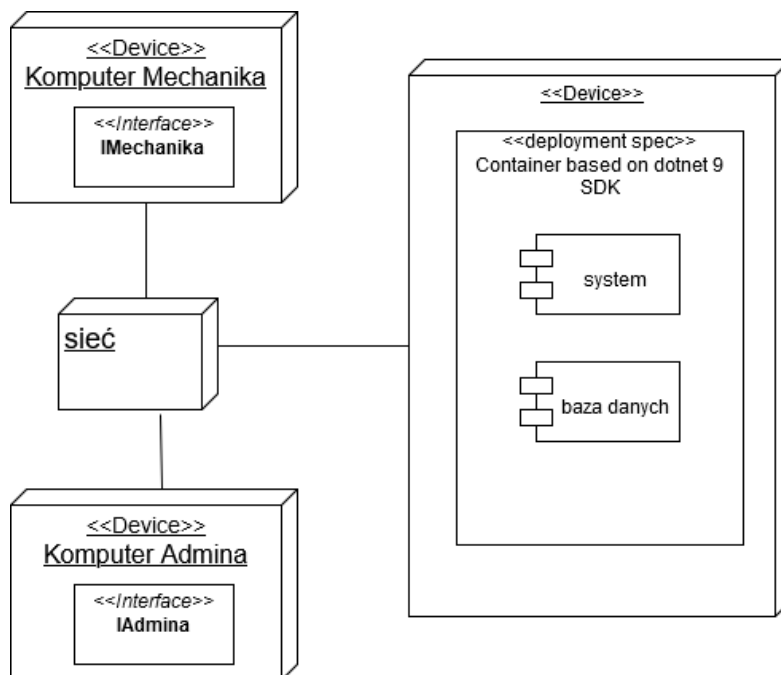 <<Device>>
Komputer Mechanika
<<Interface>>
IMechanika
sieć
<<Device>>
Komputer Admina
<<Interface>>
IAdmina
<<Device>>
<<deployment spec>>
Container based on dotnet 9
SDK
system
baza danych